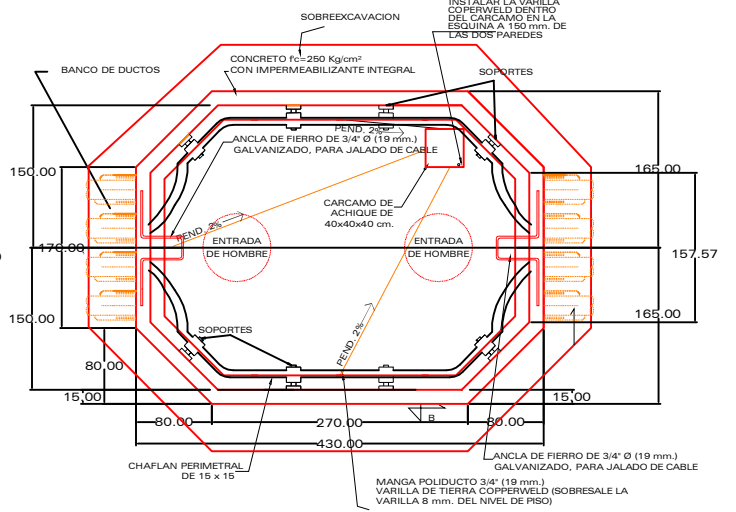 INSTALAR LA VARILLA
COPERWELD DENTRO
DEL CARCAMO EN LA
ESQUINA A 150 mm. DE
LAS DOS PAREDES
SOBREEXCAVACION
CONCRETO f'c=250 Kg/cm²
CON IMPERMEABILIZANTE INTEGRAL
BANCO DE DUCTOS
SOPORTES
PEND. 2%
ANCLA DE FIERRO DE 3/4" Ø (19 mm.)
GALVANIZADO, PARA JALADO DE CABLE
150.00
165.00
CARCAMO DE
ACHIQUE DE
40x40x40 cm.
PEND. 2%
ENTRADA
DE HOMBRE
ENTRADA
DE HOMBRE
170.00
157.57
150.00
165.00
SOPORTES
PEND. 2%
80.00
15.00
15.00
80.00
270.00
80.00
B
430.00
CHAFLAN PERIMETRAL
DE 15 x 15
ANCLA DE FIERRO DE 3/4" Ø (19 mm.)
GALVANIZADO, PARA JALADO DE CABLE
MANGA POLIDUCTO 3/4" (19 mm.)
VARILLA DE TIERRA COPPERWELD (SOBRESALE LA
VARILLA 8 mm. DEL NIVEL DE PISO)